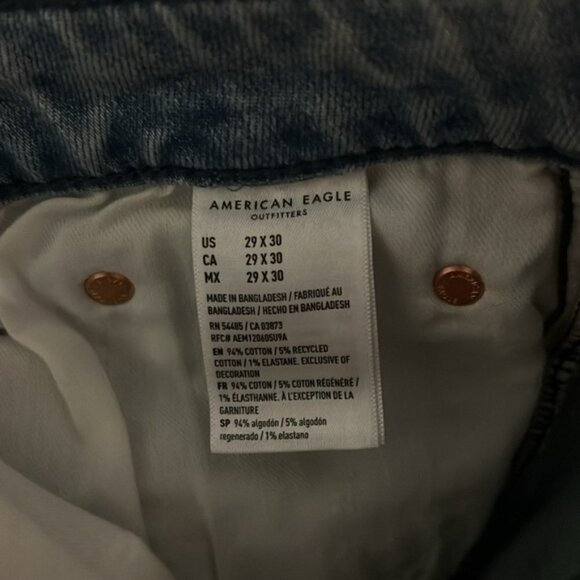 AMERICAN EAGLE
OUTFITTERS
US 29 X 30
CA 29 X 30
MX 29 X 30
MADE IN BANGLADESH / FABRIQUÉ AU
BANGLADESH / HECHO EN BANGLADESH
RN 54485 / CA 03873
RFC# AEM120605U9A
EN 94% COTTON / 5% RECYCLED
COTTON / 1% ELASTANE. EXCLUSIVE OF
DECORATION
FR 94% COTON / 5% COTON RÉGÉNÉRÉ /
1% ÉLASTHANNE. À L'EXCEPTION DE LA
GARNITURE
SP 94% algodón / 5% algodón
regenerado / 1% elastano